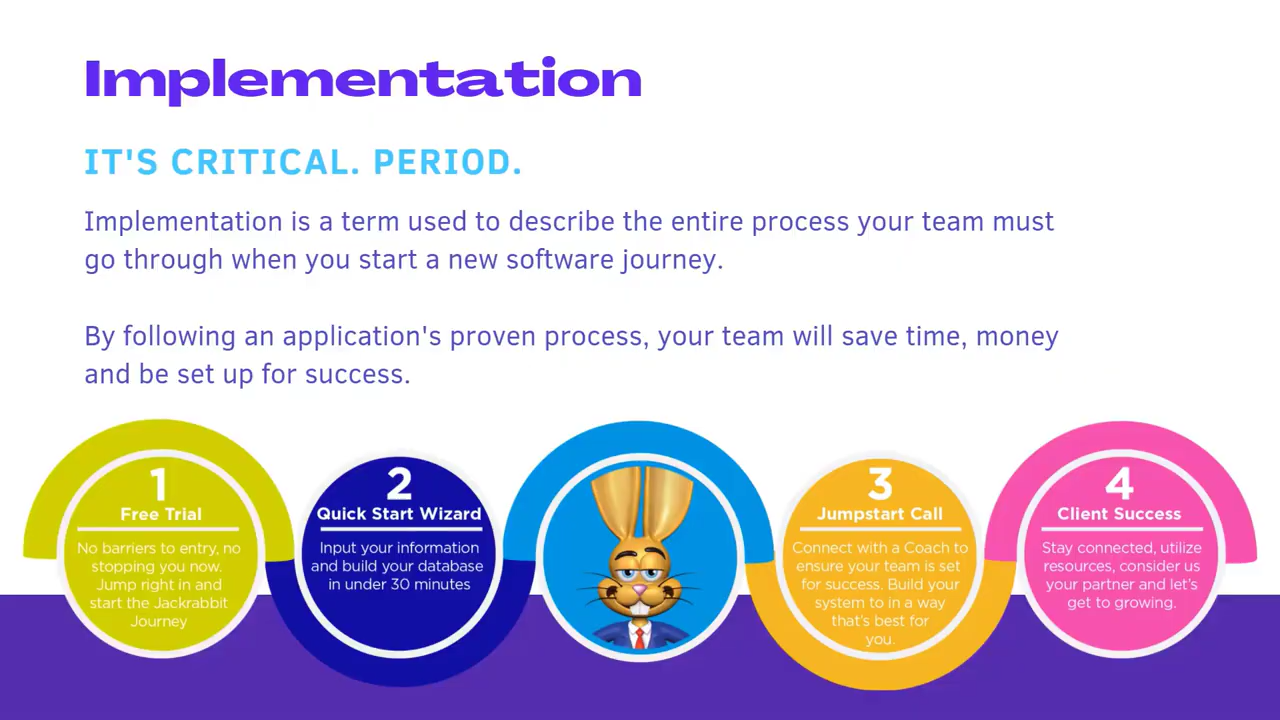 Implementation
IT'S CRITICAL. PERIOD.
Implementation is a term used to describe the entire process your team must
go through when you start a new software journey.
By following an application's proven process, your team will save time, money
and be set up for success.
1
Free Trial
No barriers to entry, no
stopping you now.
Jump right in and
start the Jackrabbit
Journey
2
Quick Start Wizard
Input your information
and build your database
in under 30 minutes
3
Jumpstart Call
Connect with a Coach to
ensure your team is set
for success. Build your
system to in a way
that's best for
you.
4
Client Success
Stay connected, utilize
resources, consider us
your partner and let's
get to growing.